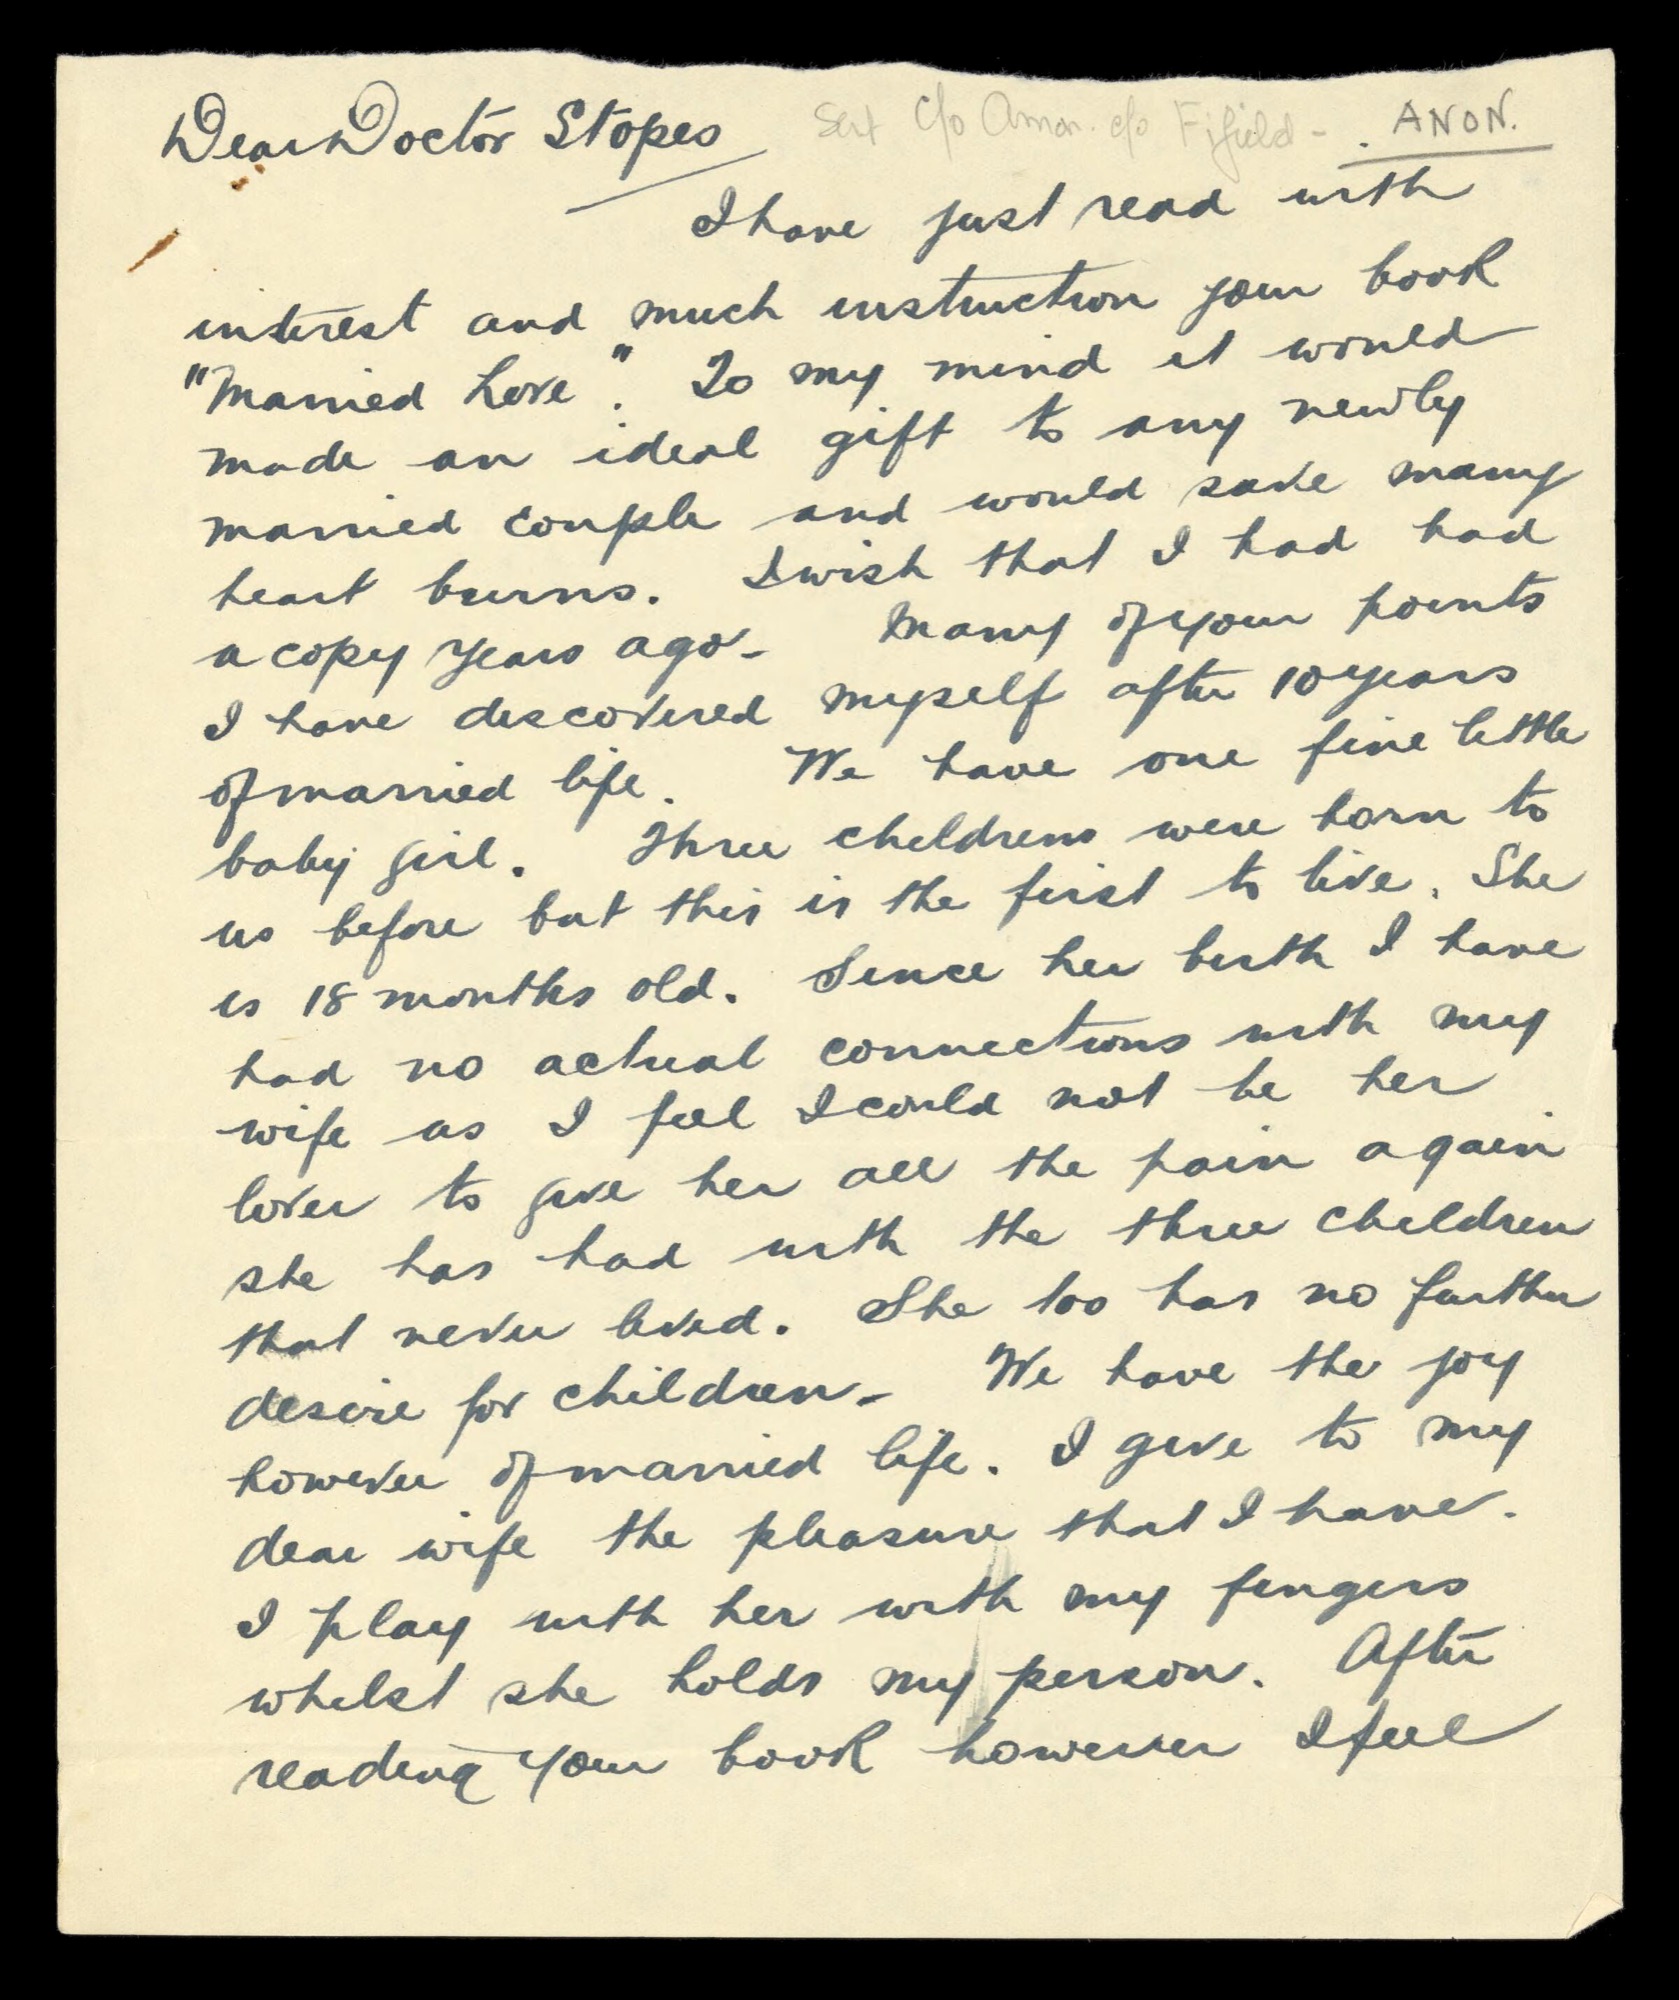 Dear Doctor Stopes
c/o Anon. c/o Fifield - ANON.
I have just read with
interest and much instruction your book
"Married Love". To my mind it would
made an ideal gift to any newly
married couple and would save many
heart burns. I wish that I had had
a copy years ago - Many of your points
I have discovered myself after 10 years
of married life. We have one fine little
baby girl. Three childrens were born to
us before but this is the first to live. She
is 18 months old. Since her birth I have
had no actual connections with my
wife as I feel I could not be her
lover to give her all the pain again
she has had with the three children
that never lived. She too has no further
desire for children - We have the joy
however of married life. I give to my
dear wife the pleasure that I have.
I play with her with my fingers
whilst she holds my person. After
reading your book however I feel